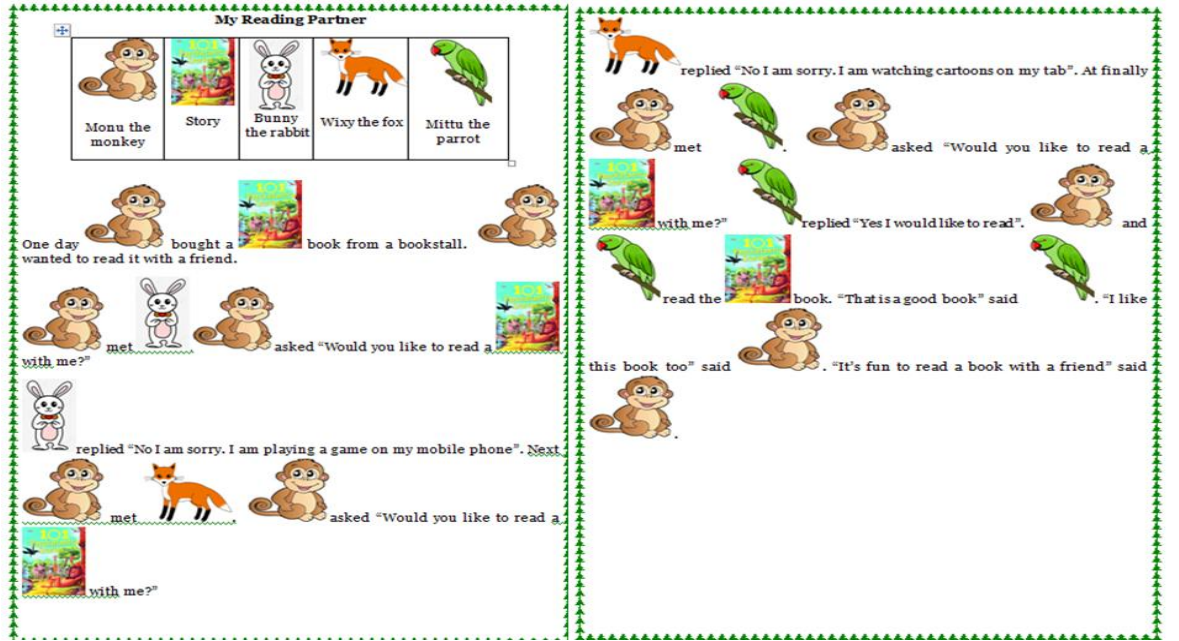 My Reading Partner
Monu the monkey
Story
Bunny the rabbit
Wixy the fox
Mittu the parrot
101
One day bought a book from a bookstall.
wanted to read it with a friend.
met . asked “Would you like to read a
with me?”
replied “No I am sorry. I am playing a game on my mobile phone”. Next
met . asked “Would you like to read a
with me?”
replied “No I am sorry. I am watching cartoons on my tab”. At finally
met . asked “Would you like to read a
with me?” replied “Yes I would like to read”. and
read the book. “That is a good book” said . “I like
this book too” said . “It’s fun to read a book with a friend” said
.